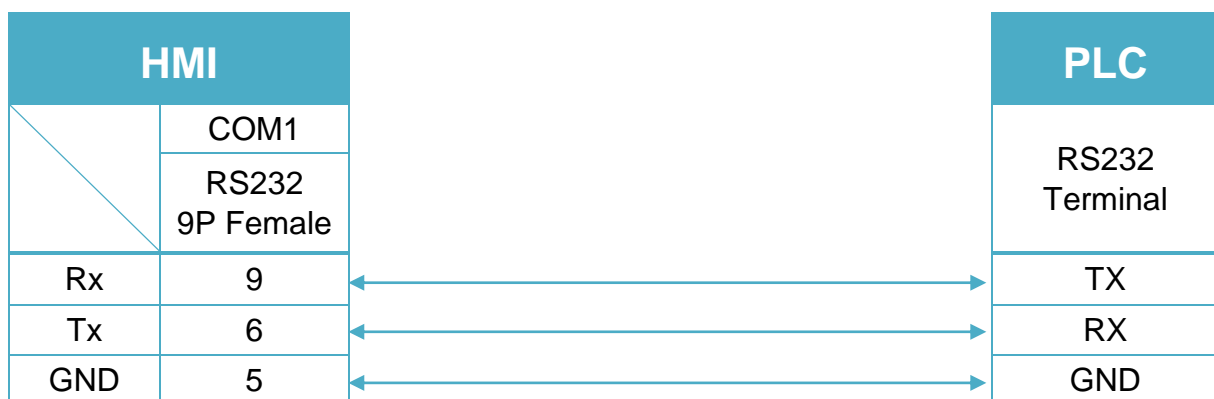 HMI
PLC
COM1
RS232
9P Female
RS232
Terminal
Rx 9 TX
Tx 6 RX
GND 5 GND